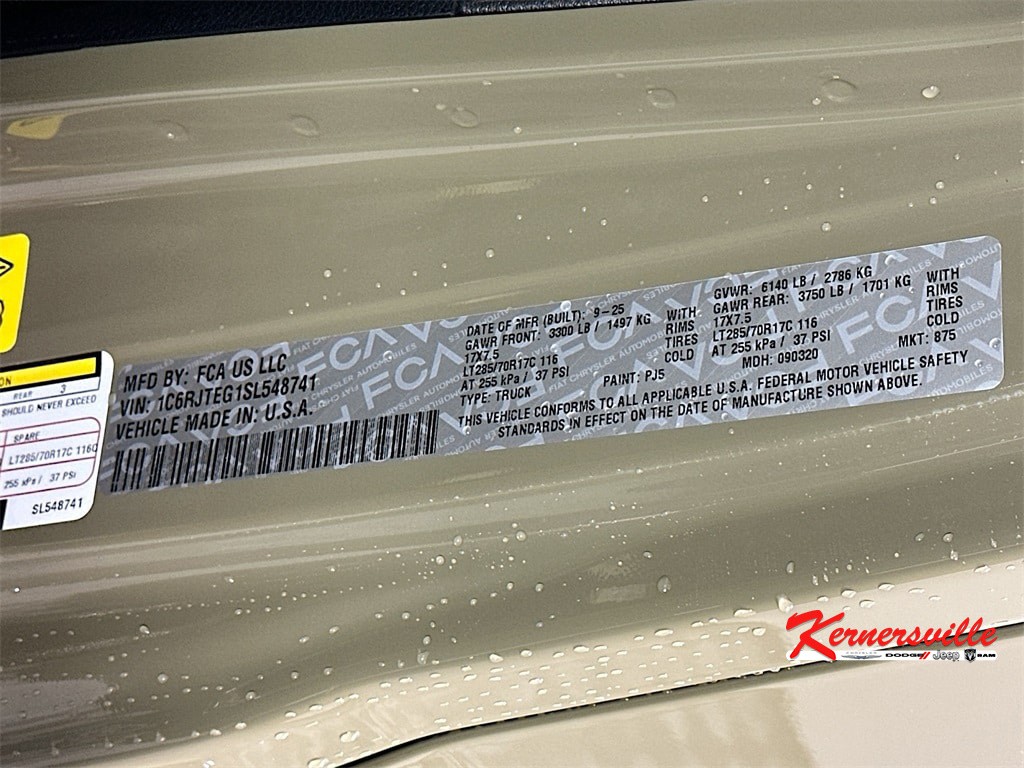 ON
REAR
3
SHOULD NEVER EXCEED
SPARE
LT285/70R17C 116C
255 kPa / 37 PSI
SL548741
MFD BY: FCA US LLC
VIN: 1C6RJTEG1SL548741
VEHICLE MADE IN: U.S.A.
DATE OF MFR (BUILT): 9-25
GAWR FRONT: 3300 LB / 1497 KG WITH
17X7.5 RIMS
LT285/70R17C 116 TIRES
AT 255 kPa / 37 PSI COLD
TYPE: TRUCK
PAINT: PJ5
GVWR: 6140 LB / 2786 KG
GAWR REAR: 3750 LB / 1701 KG WITH
17X7.5 RIMS
LT285/70R17C 116 TIRES
AT 255 kPa / 37 PSI COLD
MDH: 090320
MKT: 875
THIS VEHICLE CONFORMS TO ALL APPLICABLE U.S.A. FEDERAL MOTOR VEHICLE SAFETY
STANDARDS IN EFFECT ON THE DATE OF MANUFACTURE SHOWN ABOVE.
Kernersville
CHRYSLER DODGE Jeep RAM